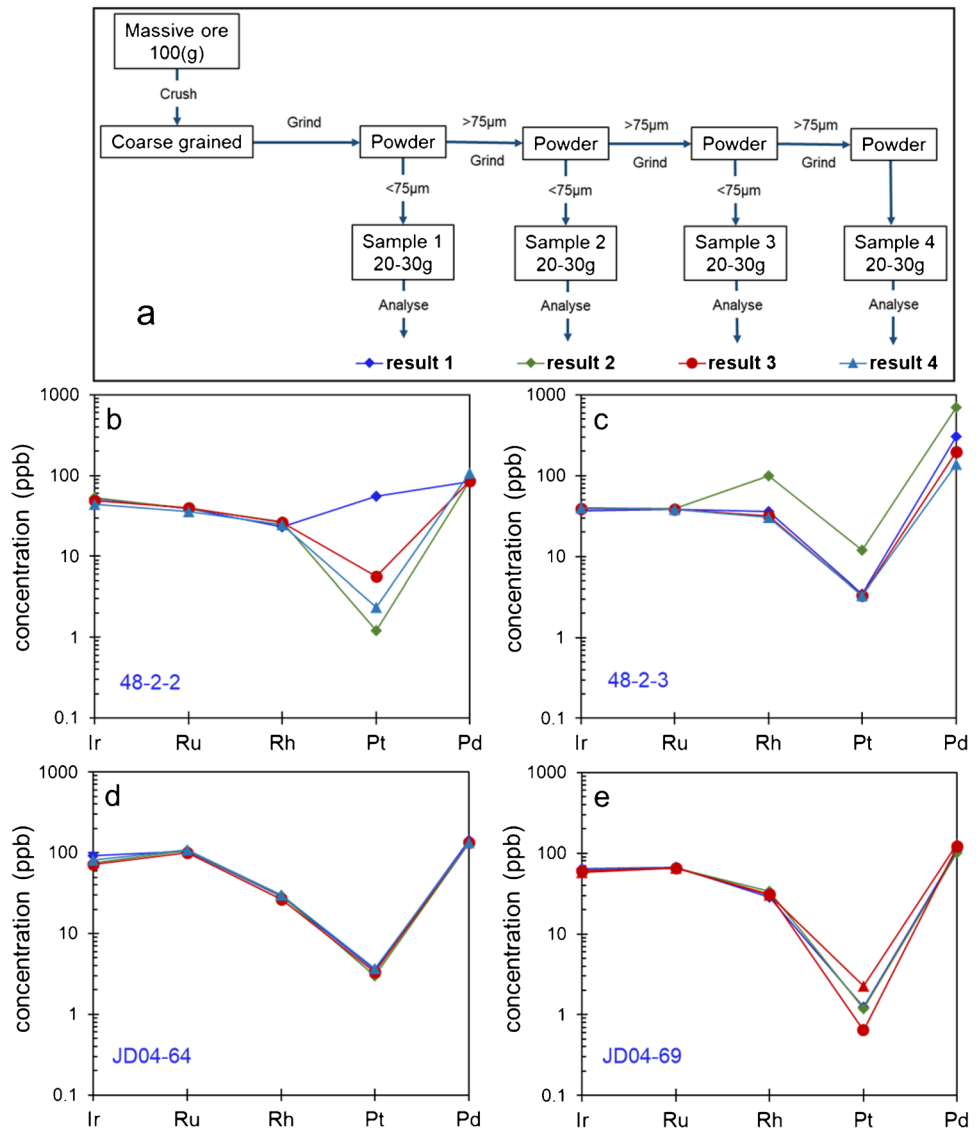 Massive ore
100(g)
Crush
Coarse grained
Grind
Powder
>75µm
Grind
Powder
>75µm
Grind
Powder
>75µm
Grind
Powder
<75µm
<75µm
<75µm
Sample 1
20-30g
Sample 2
20-30g
Sample 3
20-30g
Sample 4
20-30g
Analyse
Analyse
Analyse
Analyse
a
result 1
result 2
result 3
result 4
b
concentration (ppb)
1000
100
10
1
0.1
48-2-2
Ir Ru Rh Pt Pd
c
concentration (ppb)
1000
100
10
1
0.1
48-2-3
Ir Ru Rh Pt Pd
d
concentration (ppb)
1000
100
10
1
0.1
JD04-64
Ir Ru Rh Pt Pd
e
concentration (ppb)
1000
100
10
1
0.1
JD04-69
Ir Ru Rh Pt Pd